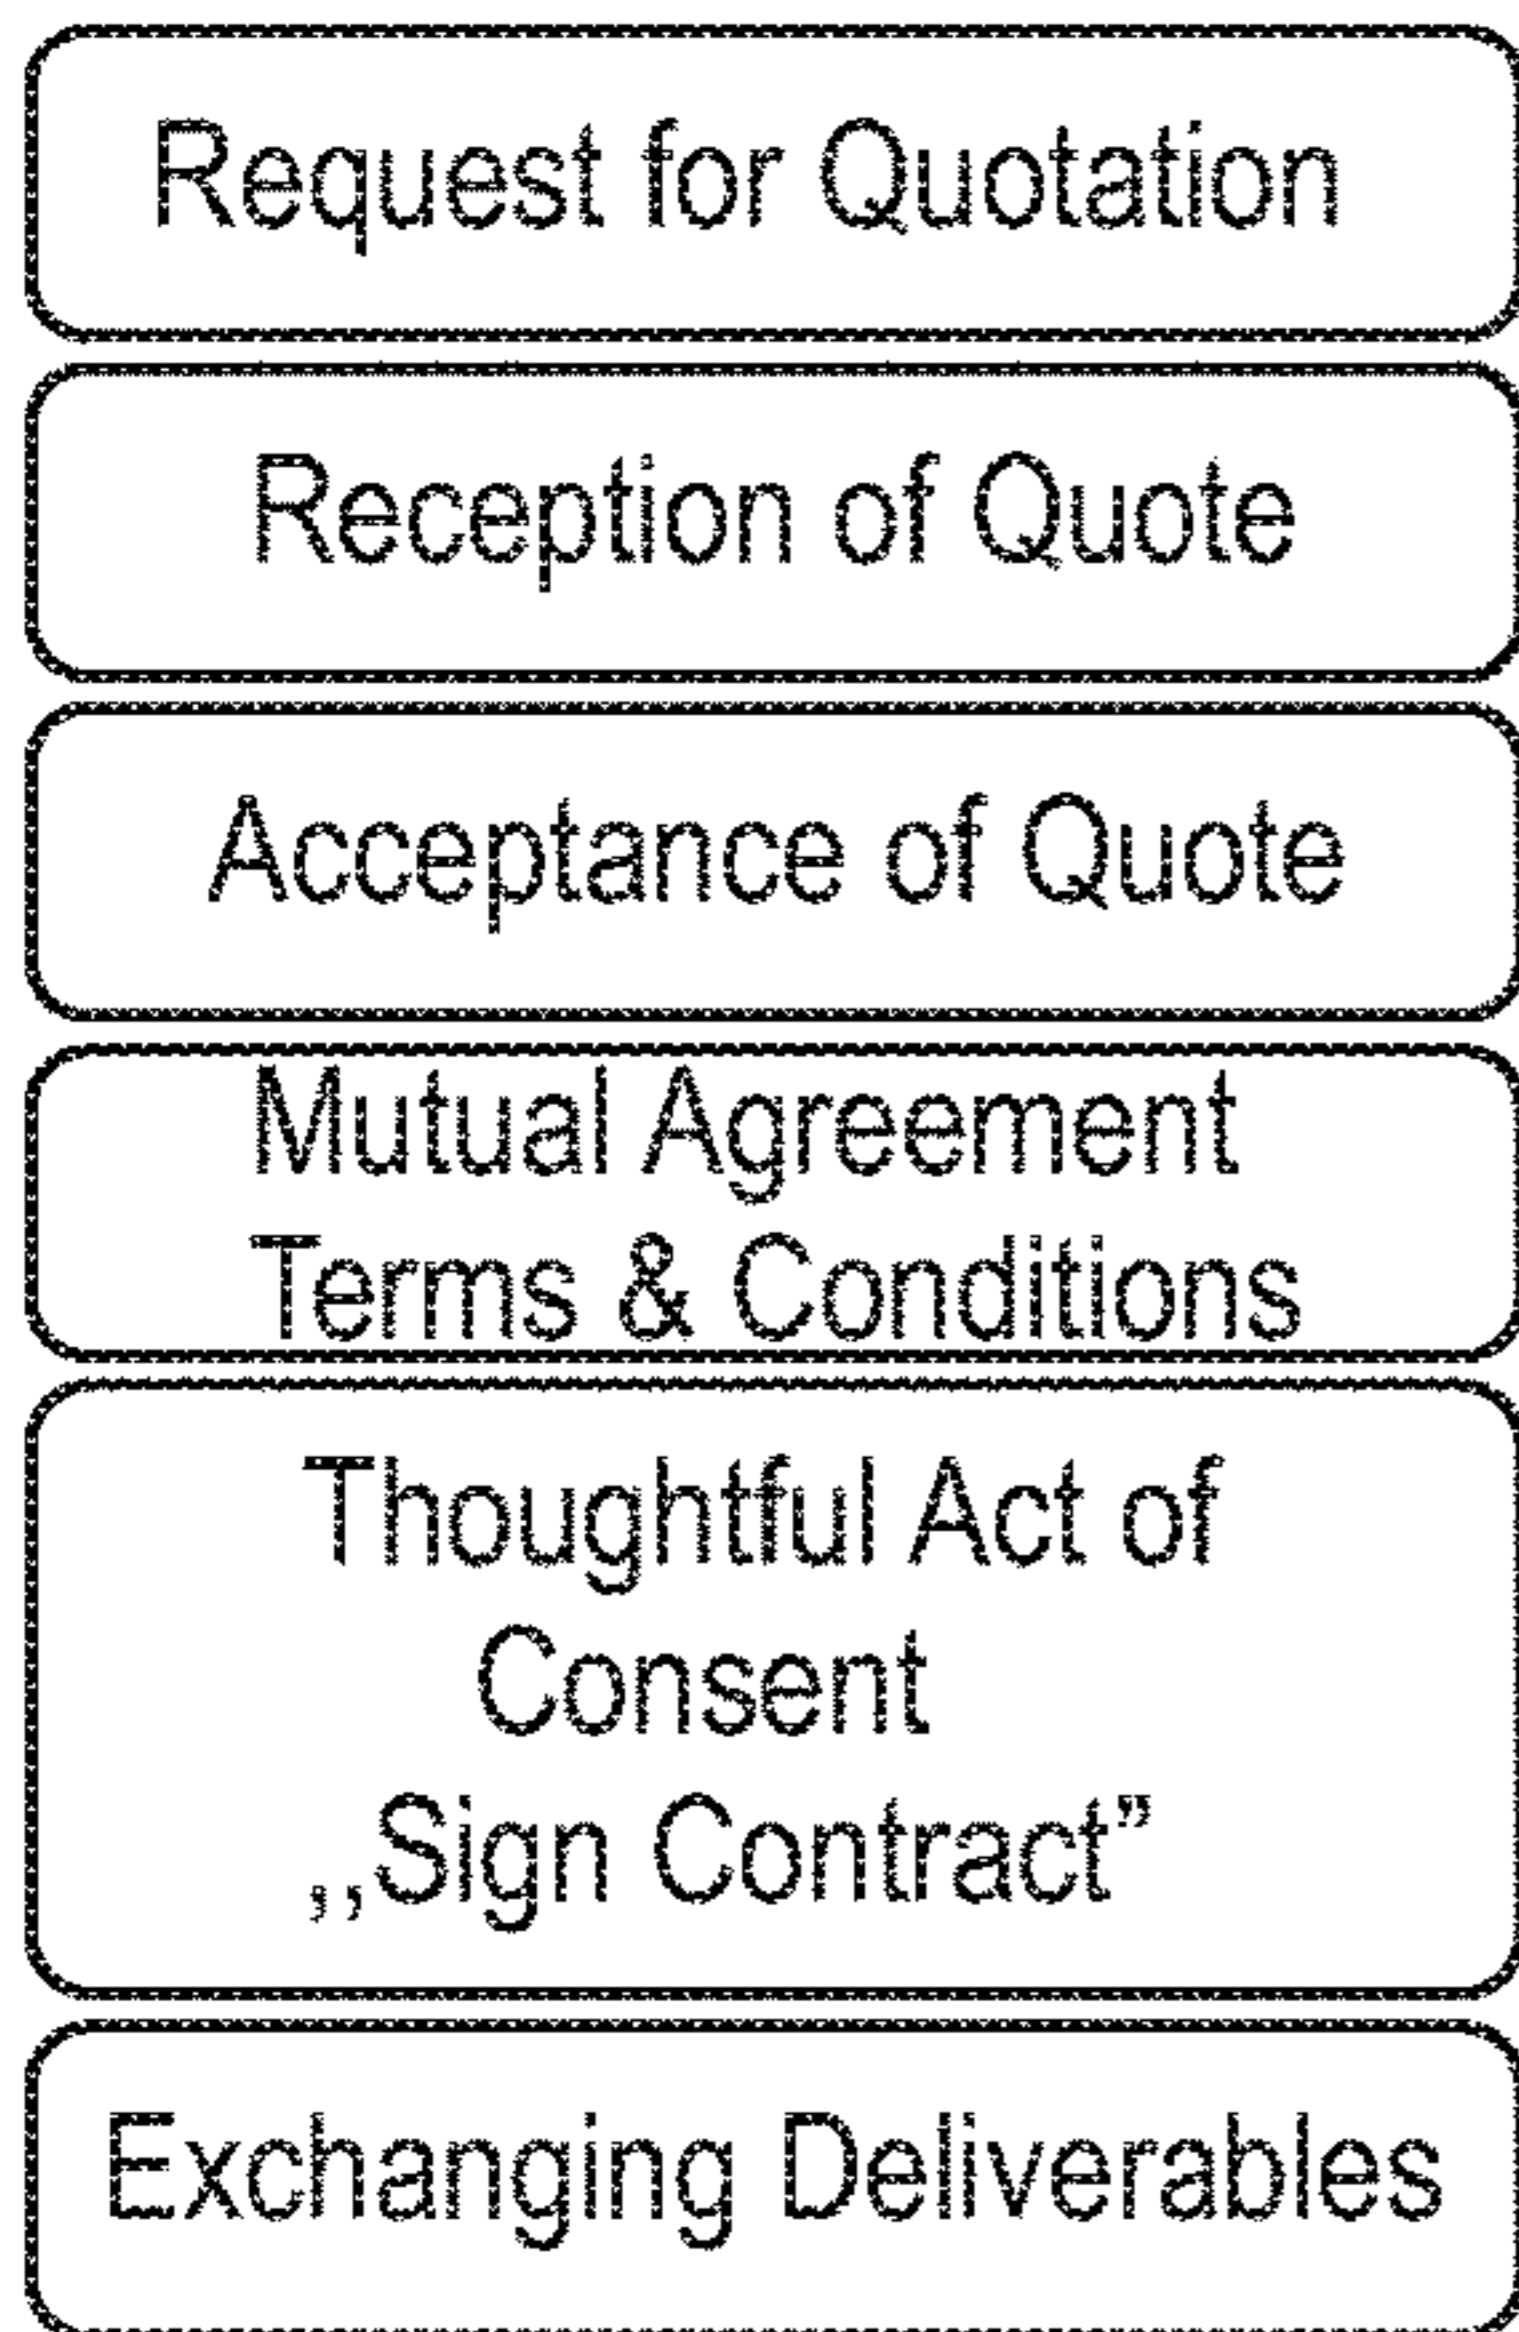 Request for Quotation
Reception of Quote
Acceptance of Quote
Mutual Agreement
Terms & Conditions
Thoughtful Act of
Consent
,,Sign Contract”
Exchanging Deliverables